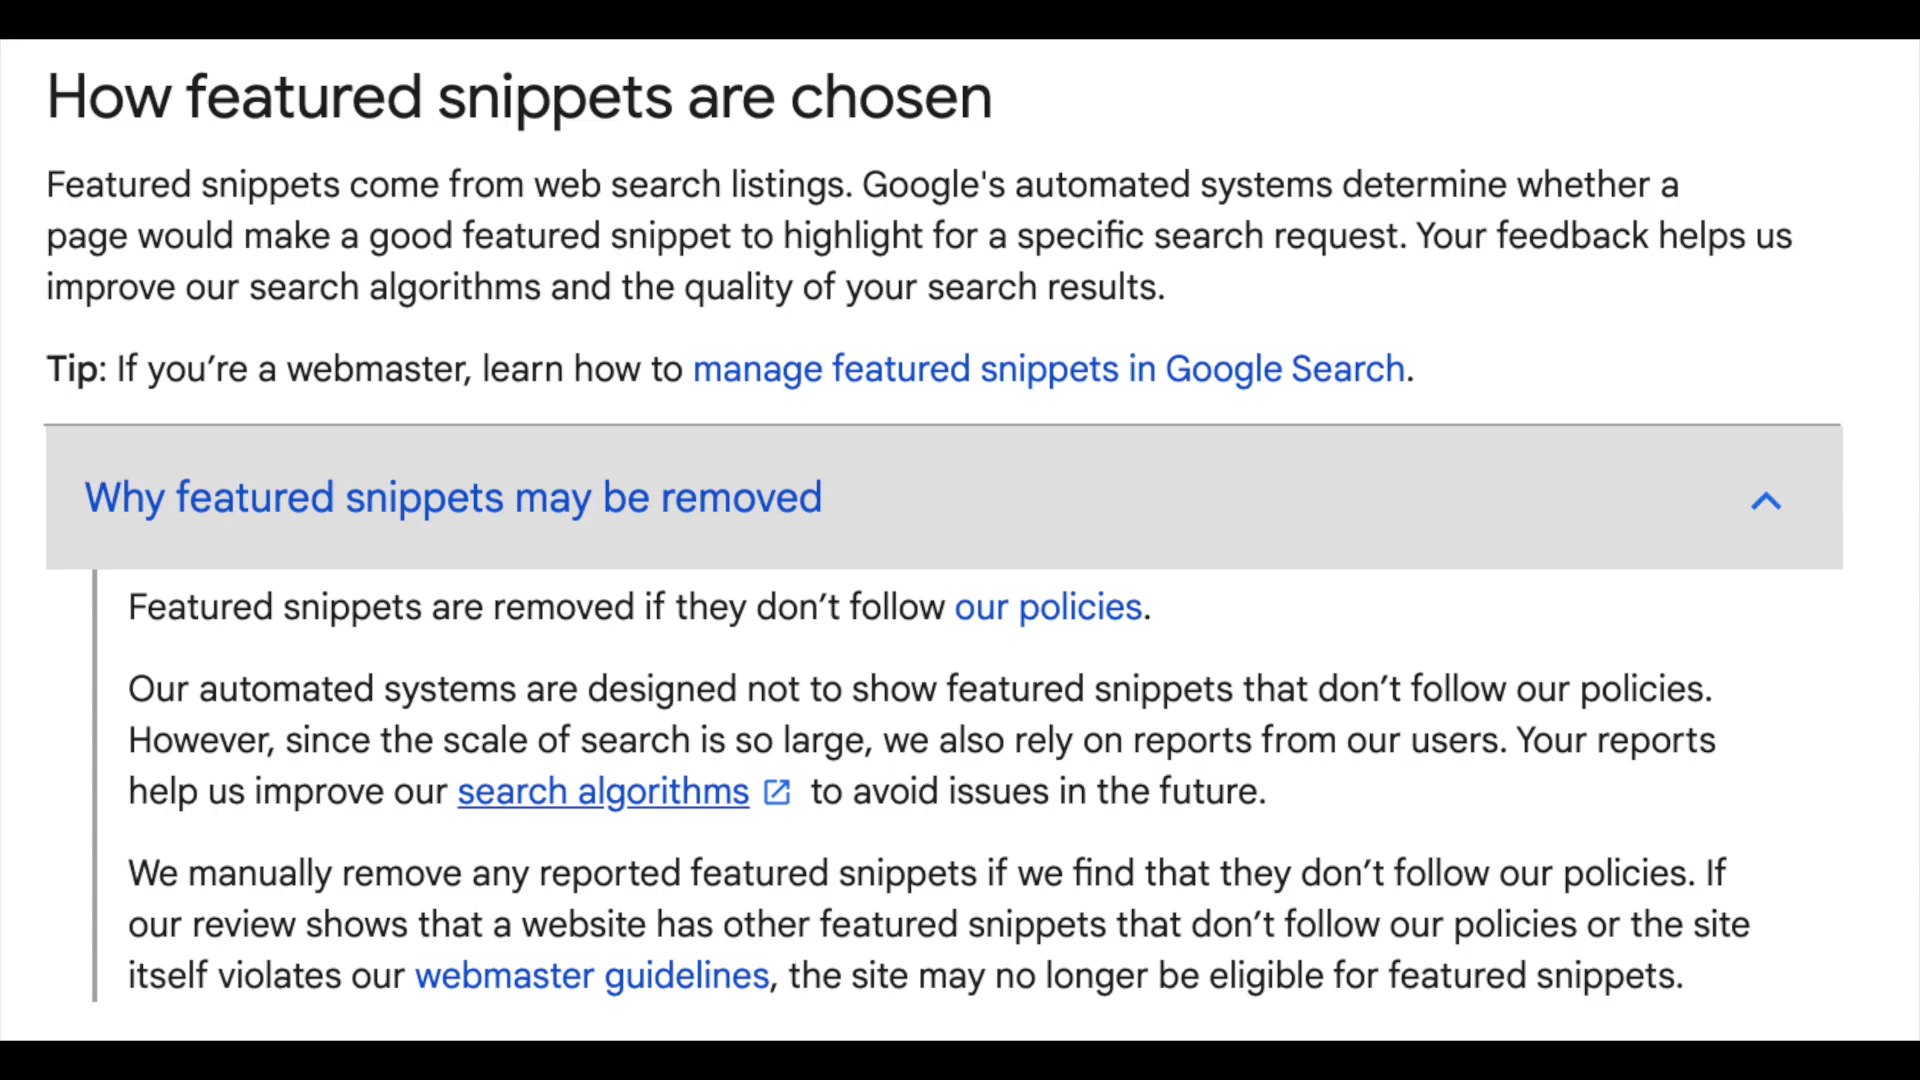 How featured snippets are chosen
Featured snippets come from web search listings. Google's automated systems determine whether a
page would make a good featured snippet to highlight for a specific search request. Your feedback helps us
improve our search algorithms and the quality of your search results.
Tip: If you’re a webmaster, learn how to manage featured snippets in Google Search.
Why featured snippets may be removed
Featured snippets are removed if they don’t follow our policies.
Our automated systems are designed not to show featured snippets that don’t follow our policies.
However, since the scale of search is so large, we also rely on reports from our users. Your reports
help us improve our search algorithms to avoid issues in the future.
We manually remove any reported featured snippets if we find that they don’t follow our policies. If
our review shows that a website has other featured snippets that don’t follow our policies or the site
itself violates our webmaster guidelines, the site may no longer be eligible for featured snippets.